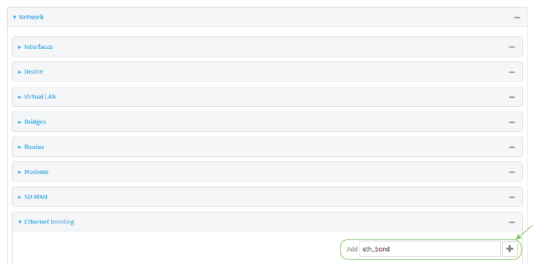 Network
Interfaces
Device
Virtual LAN
Bridges
Routes
Modems
SD-WAN
Ethernet bonding
Add eth_bond